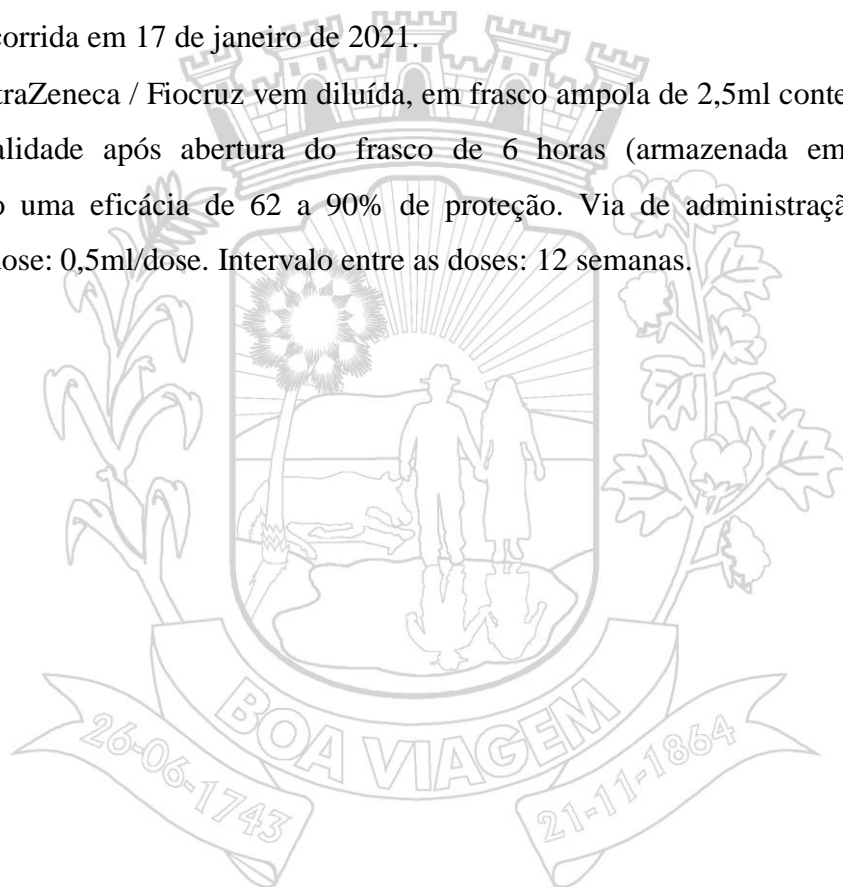 corrida em 17 de janeiro de 2021.
traZeneca / Fiocruz vem diluída, em frasco ampola de 2,5ml conte
alidade após abertura do frasco de 6 horas (armazenada em
o uma eficácia de 62 a 90% de proteção. Via de administraçã
dose: 0,5ml/dose. Intervalo entre as doses: 12 semanas.
BOA VIAGEM
26-06-1743
21-11-1864